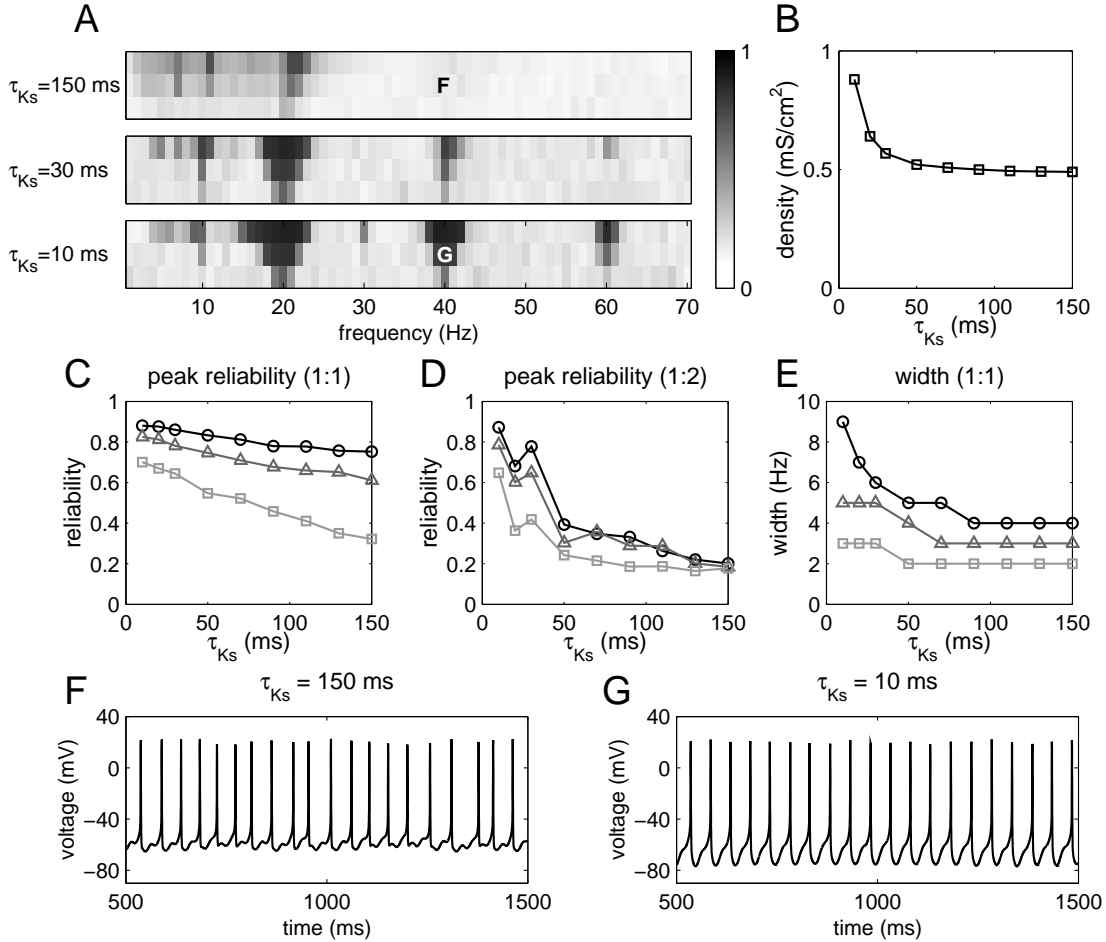 A
B
τKs=150 ms
F
τKs=30 ms
τKs=10 ms
G
10 20 30 40 50 60 70
frequency (Hz)
1
0
1
0.5
0
density (mS/cm2)
0 50 100 150
τKs (ms)
C
peak reliability (1:1)
1
0.8
0.6
0.4
0.2
0
reliability
0 50 100 150
τKs (ms)
D
peak reliability (1:2)
1
0.8
0.6
0.4
0.2
0
reliability
0 50 100 150
τKs (ms)
E
width (1:1)
10
8
6
4
2
0
width (Hz)
0 50 100 150
τKs (ms)
F
τKs = 150 ms
40
0
−40
−80
voltage (mV)
500 1000 1500
time (ms)
G
τKs = 10 ms
40
0
−40
−80
voltage (mV)
500 1000 1500
time (ms)